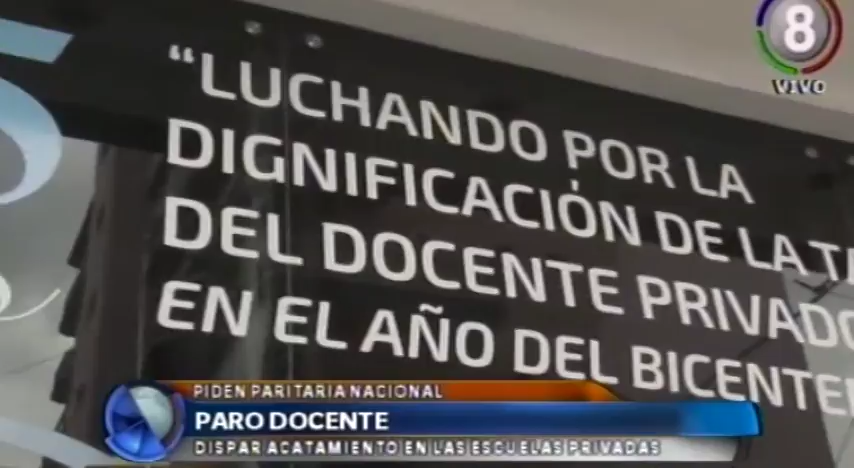 8
VIVO
“LUCHANDO POR LA
DIGNIFICACIÓN DE LA TA
DEL DOCENTE PRIVADO
EN EL AÑO DEL BICENTE
PIDEN PARITARIA NACIONAL
PARO DOCENTE
DISPAR ACATAMIENTO EN LAS ESCUELAS PRIVADAS